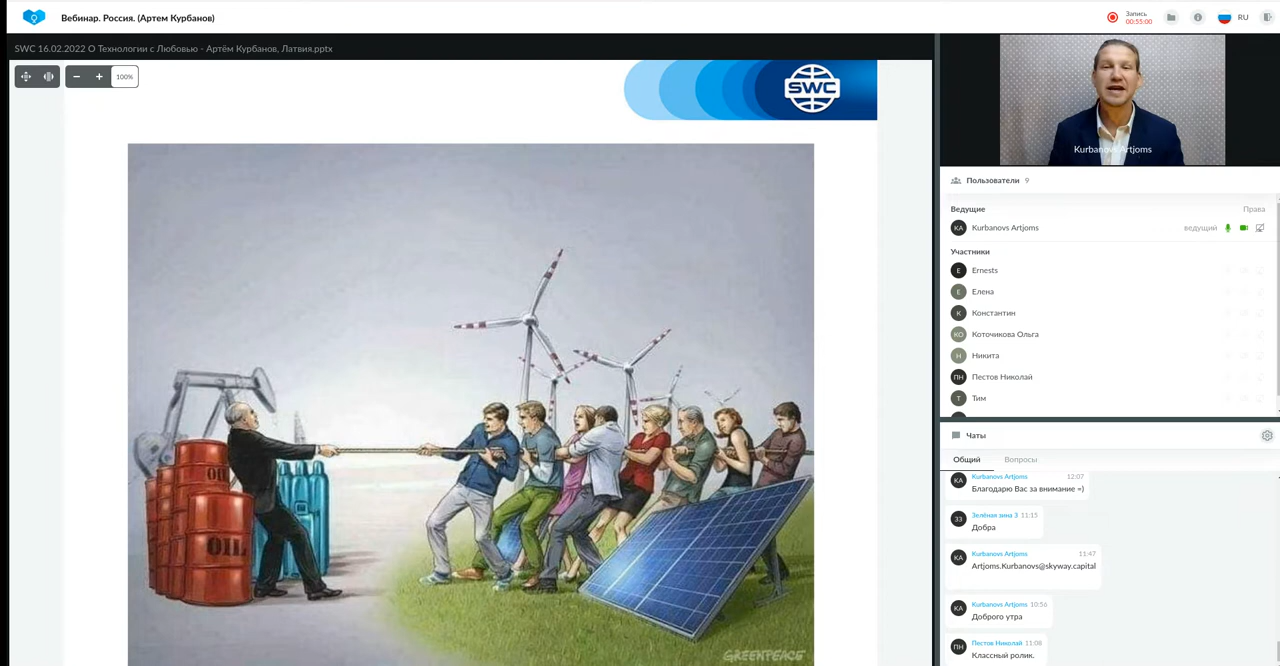 Вебинар. Россия. (Артем Курбанов)
Запись
00:55:00
RU
SWC 16.02.2022 О Технологии с Любовью - Артём Курбанов, Латвия.pptx
100%
SWC
OIL
OIL
GREENPEACE
Kurbanovs Artjoms
Пользователи 9
Ведущие Права
KA Kurbanovs Artjoms ведущий
Участники
E Ernests
Е Елена
К Константин
КО Коточикова Ольга
Н Никита
ПН Пестов Николай
Т Тим
Чаты
Общий Вопросы
KA Kurbanovs Artjoms 12:07
Благодарю Вас за внимание =)
ЗЗ Зелёная зина З 11:15
Добра
KA Kurbanovs Artjoms 11:47
Artjoms.Kurbanovs@skyway.capital
KA Kurbanovs Artjoms 10:56
Доброго утра
ПН Пестов Николай 11:08
Классный ролик.